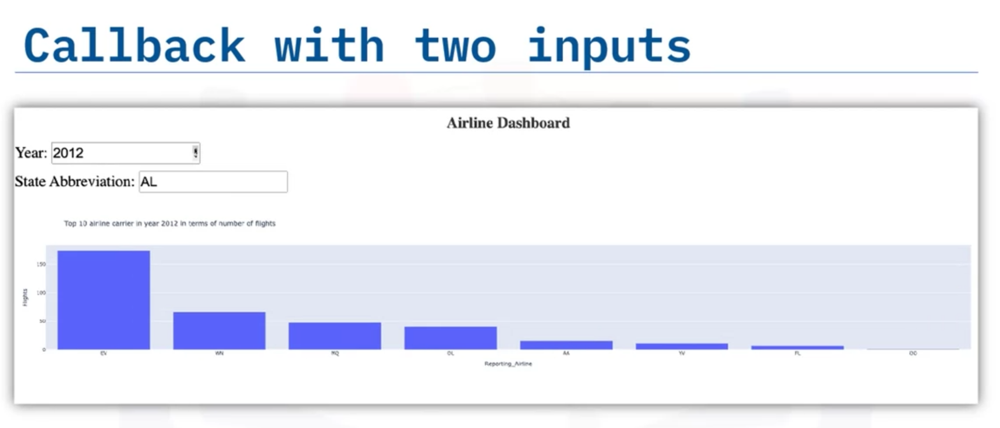 Callback with two inputs
Airline Dashboard
Year: 2012
State Abbreviation: AL
Top 10 airline carrier in year 2012 in terms of number of flights
150
100
50
0
Flights
EV WN MQ DL AA YV FL OO
Reporting_Airline